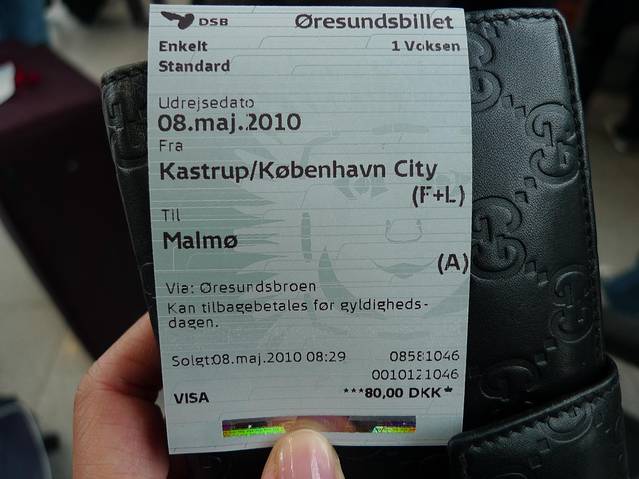 DSB Øresundsbillet
Enkelt 1 Voksen
Standard
Udrejsedato
08.maj.2010
Fra
Kastrup/København City
(F+L)
Til
Malmø
(A)
Via: Øresundsbroen
Kan tilbagebetales før gyldigheds-
dagen.
Solgt:08.maj.2010 08:29 08581046
0010121046
VISA ***80,00 DKK*